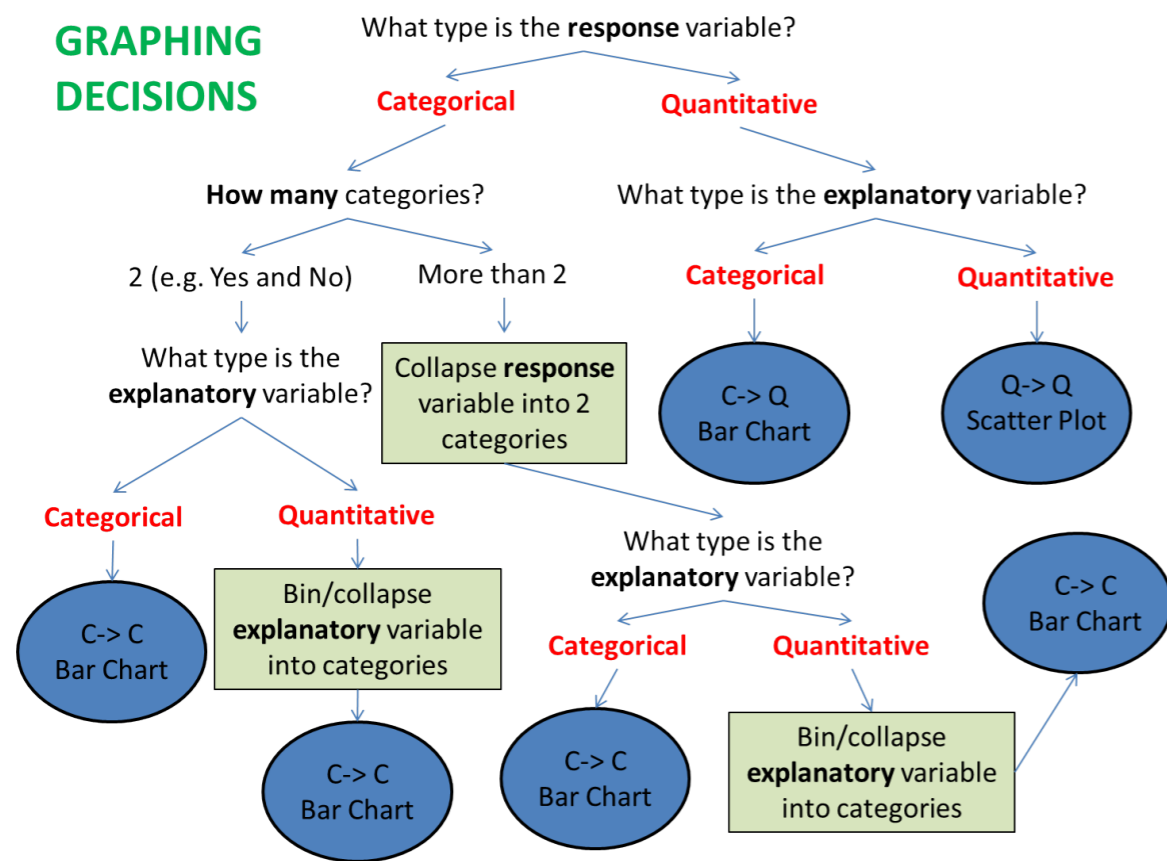 GRAPHING
DECISIONS
What type is the response variable?
Categorical
Quantitative
How many categories?
What type is the explanatory variable?
2 (e.g. Yes and No)
More than 2
Categorical
Quantitative
What type is the
explanatory variable?
Collapse response
variable into 2
categories
C-> Q
Bar Chart
Q-> Q
Scatter Plot
Categorical
Quantitative
What type is the
explanatory variable?
C-> C
Bar Chart
Bin/collapse
explanatory variable
into categories
Categorical
Quantitative
C-> C
Bar Chart
C-> C
Bar Chart
C-> C
Bar Chart
Bin/collapse
explanatory variable
into categories